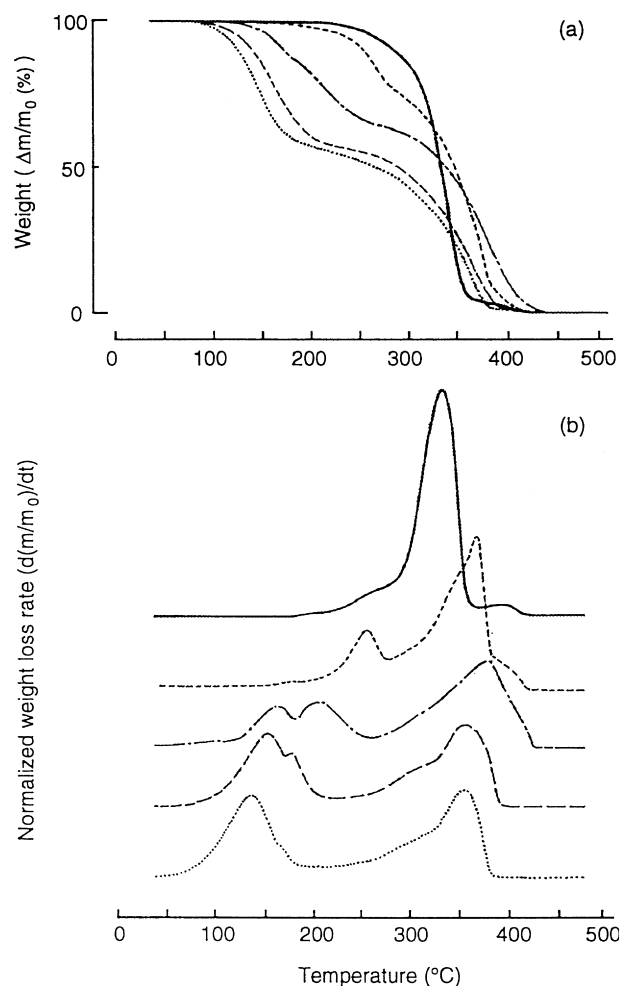 (a)
Weight ( Δm/m₀ (%) )
100
50
0
0 100 200 300 400 500
(b)
Normalized weight loss rate (d(m/m₀)/dt)
0 100 200 300 400 500
Temperature (°C)